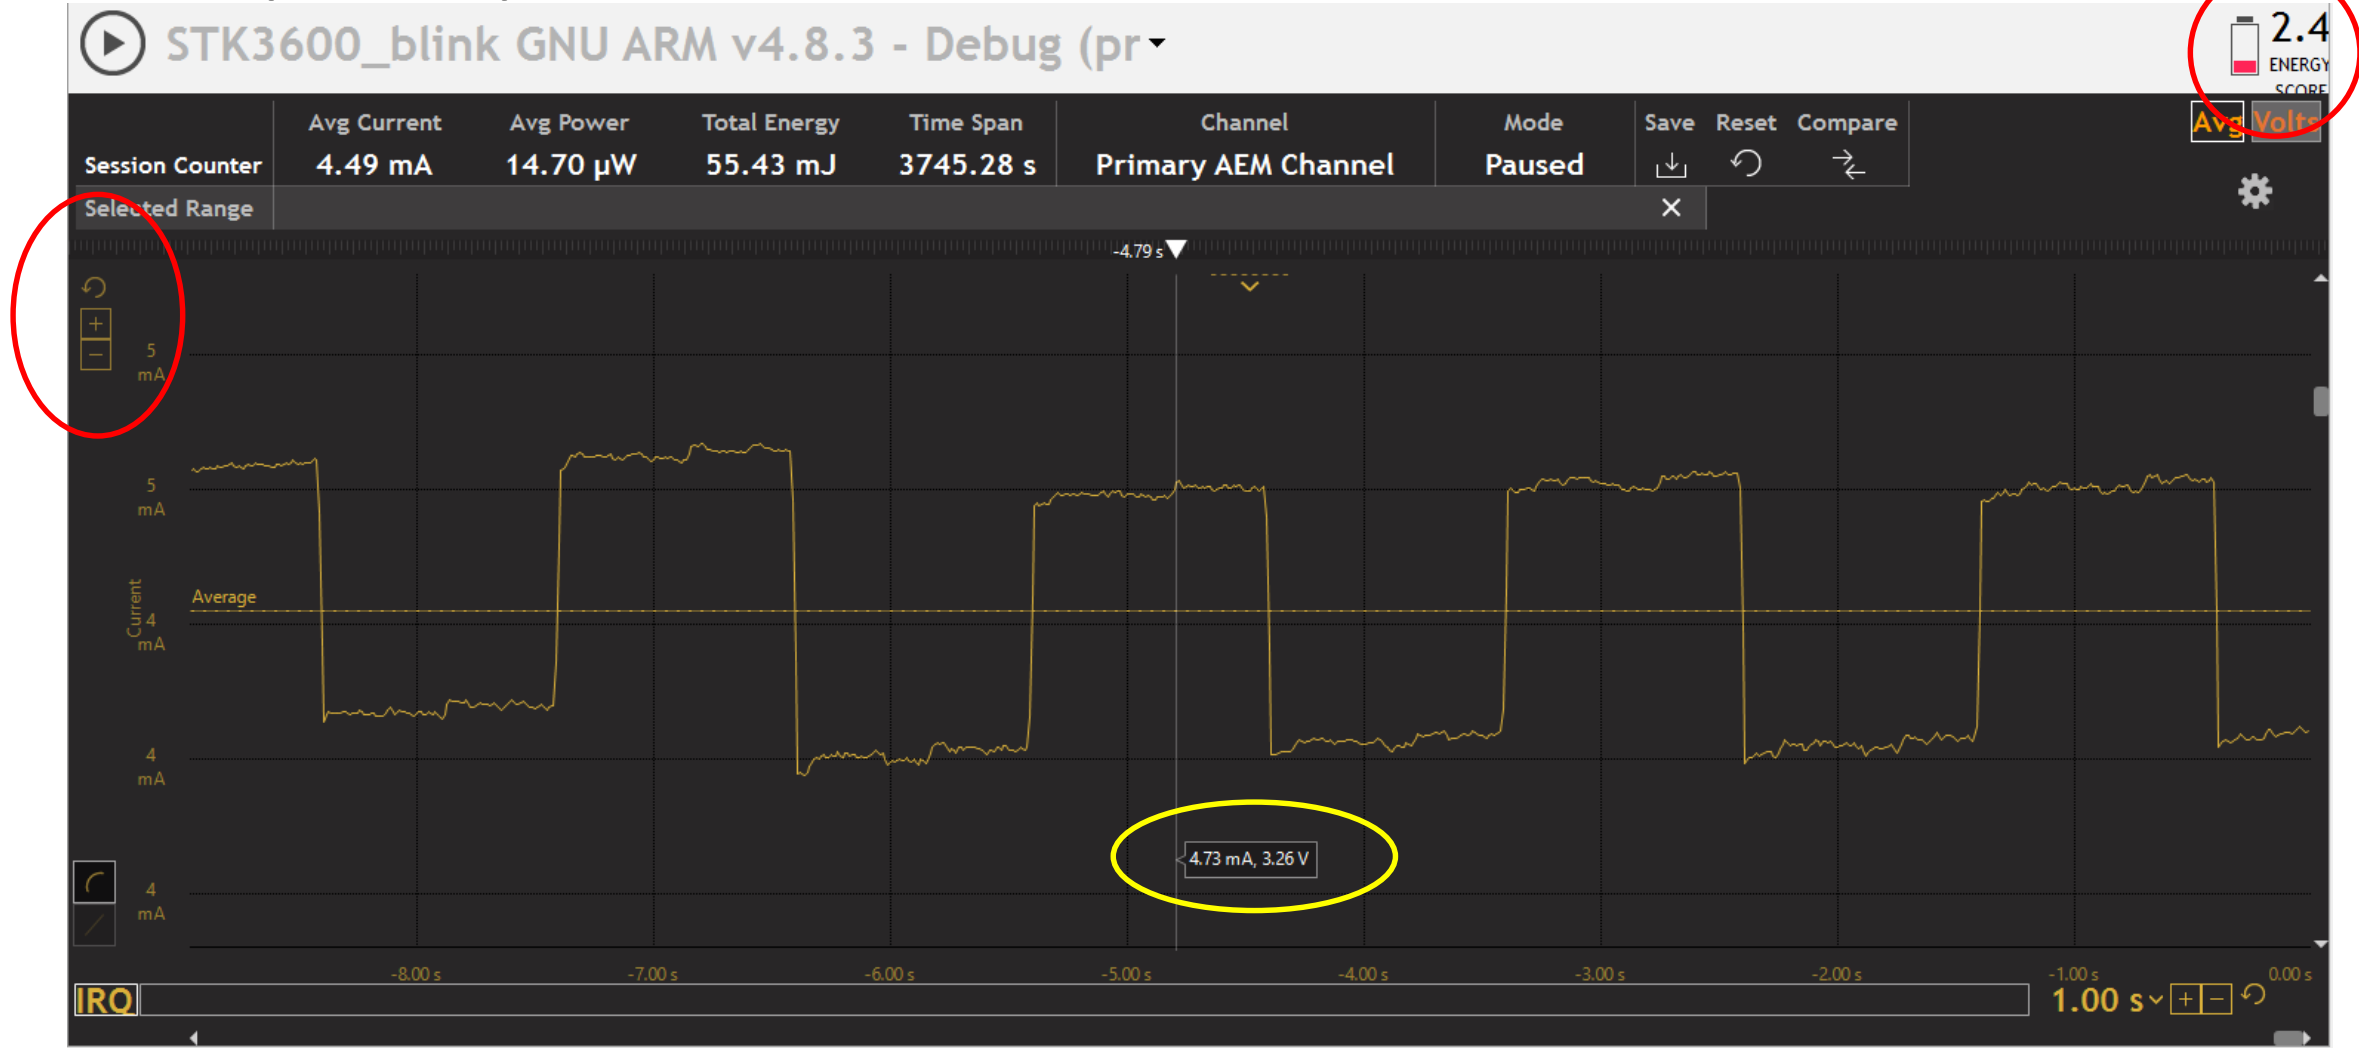 STK3600_blink GNU ARM v4.8.3 - Debug (pr
2.4
ENERGY
SCORE
Avg Current Avg Power Total Energy Time Span Channel Mode Save Reset Compare
Avg Volts
Session Counter 4.49 mA 14.70 µW 55.43 mJ 3745.28 s Primary AEM Channel Paused
Selected Range
-4.79 s
+
−
5
mA
5
mA
Average
Current
4
mA
4
mA
4.73 mA, 3.26 V
4
mA
-8.00 s -7.00 s -6.00 s -5.00 s -4.00 s -3.00 s -2.00 s -1.00 s 0.00 s
IRQ 1.00 s + −